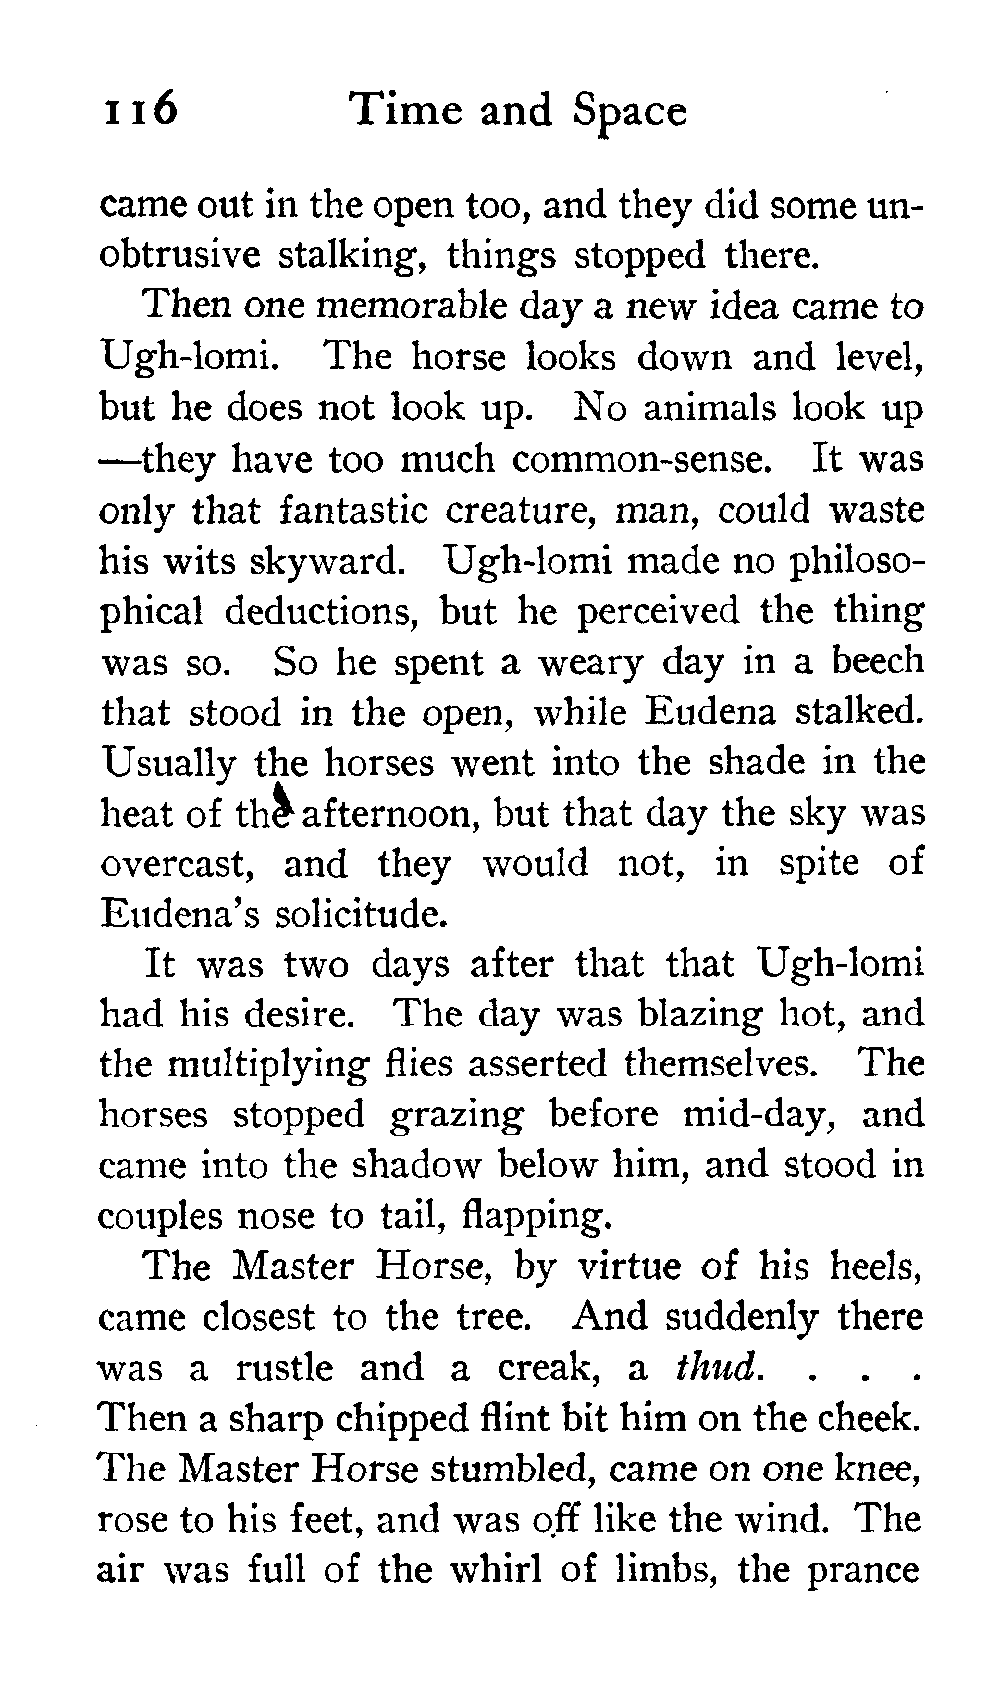 116 Time and Space
came out in the open too, and they did some un-
obtrusive stalking, things stopped there.
Then one memorable day a new idea came to
Ugh-lomi. The horse looks down and level,
but he does not look up. No animals look up
—they have too much common-sense. It was
only that fantastic creature, man, could waste
his wits skyward. Ugh-lomi made no philoso-
phical deductions, but he perceived the thing
was so. So he spent a weary day in a beech
that stood in the open, while Eudena stalked.
Usually the horses went into the shade in the
heat of the afternoon, but that day the sky was
overcast, and they would not, in spite of
Eudena's solicitude.
It was two days after that that Ugh-lomi
had his desire. The day was blazing hot, and
the multiplying flies asserted themselves. The
horses stopped grazing before mid-day, and
came into the shadow below him, and stood in
couples nose to tail, flapping.
The Master Horse, by virtue of his heels,
came closest to the tree. And suddenly there
was a rustle and a creak, a thud. . . .
Then a sharp chipped flint bit him on the cheek.
The Master Horse stumbled, came on one knee,
rose to his feet, and was off like the wind. The
air was full of the whirl of limbs, the prance